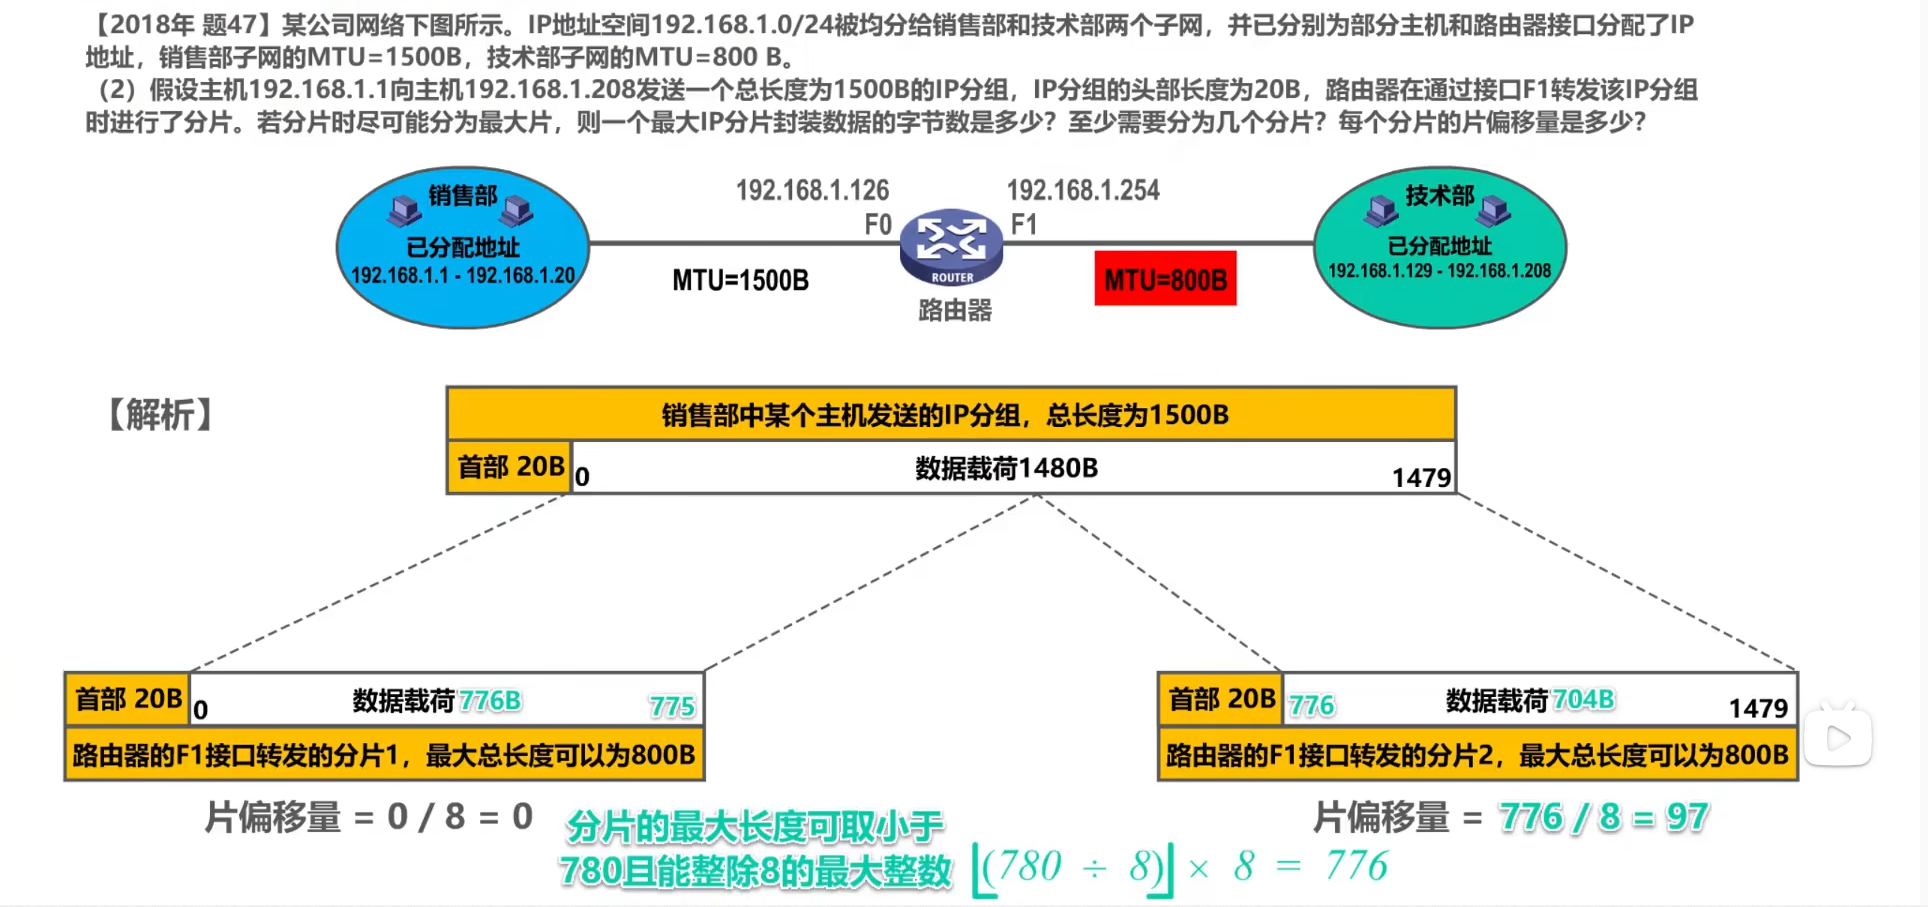 【2018年 题47】某公司网络下图所示。IP地址空间192.168.1.0/24被均分给销售部和技术部两个子网，并已分别为部分主机和路由器接口分配了IP
地址，销售部子网的MTU=1500B，技术部子网的MTU=800 B。
（2）假设主机192.168.1.1向主机192.168.1.208发送一个总长度为1500B的IP分组，IP分组的头部长度为20B，路由器在通过接口F1转发该IP分组
时进行了分片。若分片时尽可能分为最大片，则一个最大IP分片封装数据的字节数是多少？至少需要分为几个分片？每个分片的片偏移量是多少？
销售部
已分配地址
192.168.1.1 - 192.168.1.20
192.168.1.126
F0
MTU=1500B
ROUTER
路由器
192.168.1.254
F1
MTU=800B
技术部
已分配地址
192.168.1.129 - 192.168.1.208
【解析】
销售部中某个主机发送的IP分组，总长度为1500B
首部 20B 0 数据载荷1480B 1479
首部 20B 0 数据载荷776B 775
路由器的F1接口转发的分片1，最大总长度可以为800B
片偏移量 = 0 / 8 = 0
首部 20B 776 数据载荷704B 1479
路由器的F1接口转发的分片2，最大总长度可以为800B
片偏移量 = 776 / 8 = 97
分片的最大长度可取小于
780且能整除8的最大整数 ⌊(780 ÷ 8)⌋ × 8 = 776